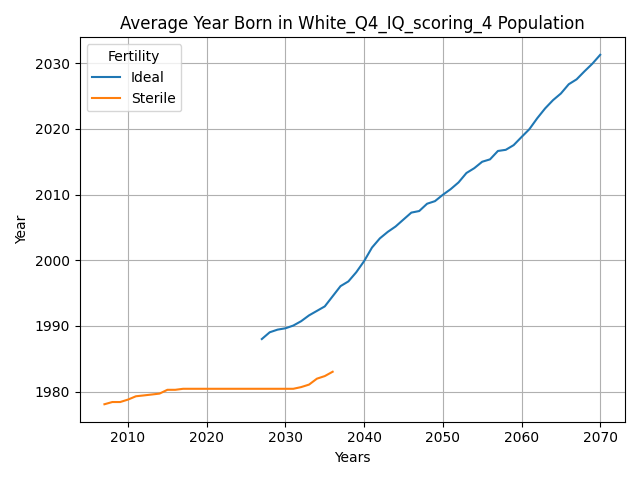 Average Year Born in White_Q4_IQ_scoring_4 Population
Fertility
Ideal
Sterile
Year
2030
2020
2010
2000
1990
1980
2010 2020 2030 2040 2050 2060 2070
Years